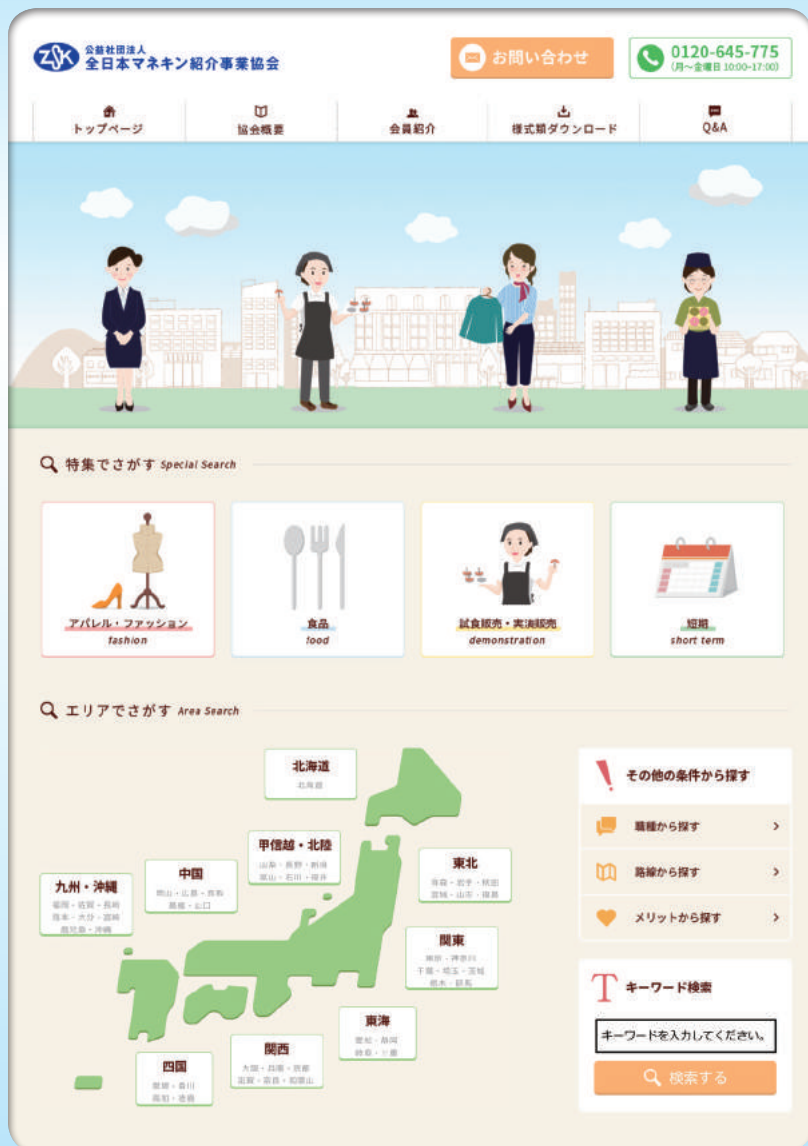 ZSK
公益社団法人
全日本マネキン紹介事業協会
お問い合わせ
0120-645-775
(月〜金曜日 10:00~17:00)
トップページ
協会概要
会員紹介
様式類ダウンロード
Q&A
特集でさがす Special Search
アパレル・ファッション
fashion
食品
food
試食販売・実演販売
demonstration
短期
short term
エリアでさがす Area Search
北海道
北海道
甲信越・北陸
山梨・長野・新潟
富山・石川・福井
東北
青森・岩手・秋田
宮城・山形・福島
中国
岡山・広島・鳥取
島根・山口
九州・沖縄
福岡・佐賀・長崎
熊本・大分・宮崎
鹿児島・沖縄
関東
東京・神奈川
千葉・埼玉・茨城
栃木・群馬
東海
愛知・静岡
岐阜・三重
関西
大阪・兵庫・京都
滋賀・奈良・和歌山
四国
愛媛・香川
高知・徳島
その他の条件から探す
職種から探す
路線から探す
メリットから探す
キーワード検索
キーワードを入力してください。
検索する